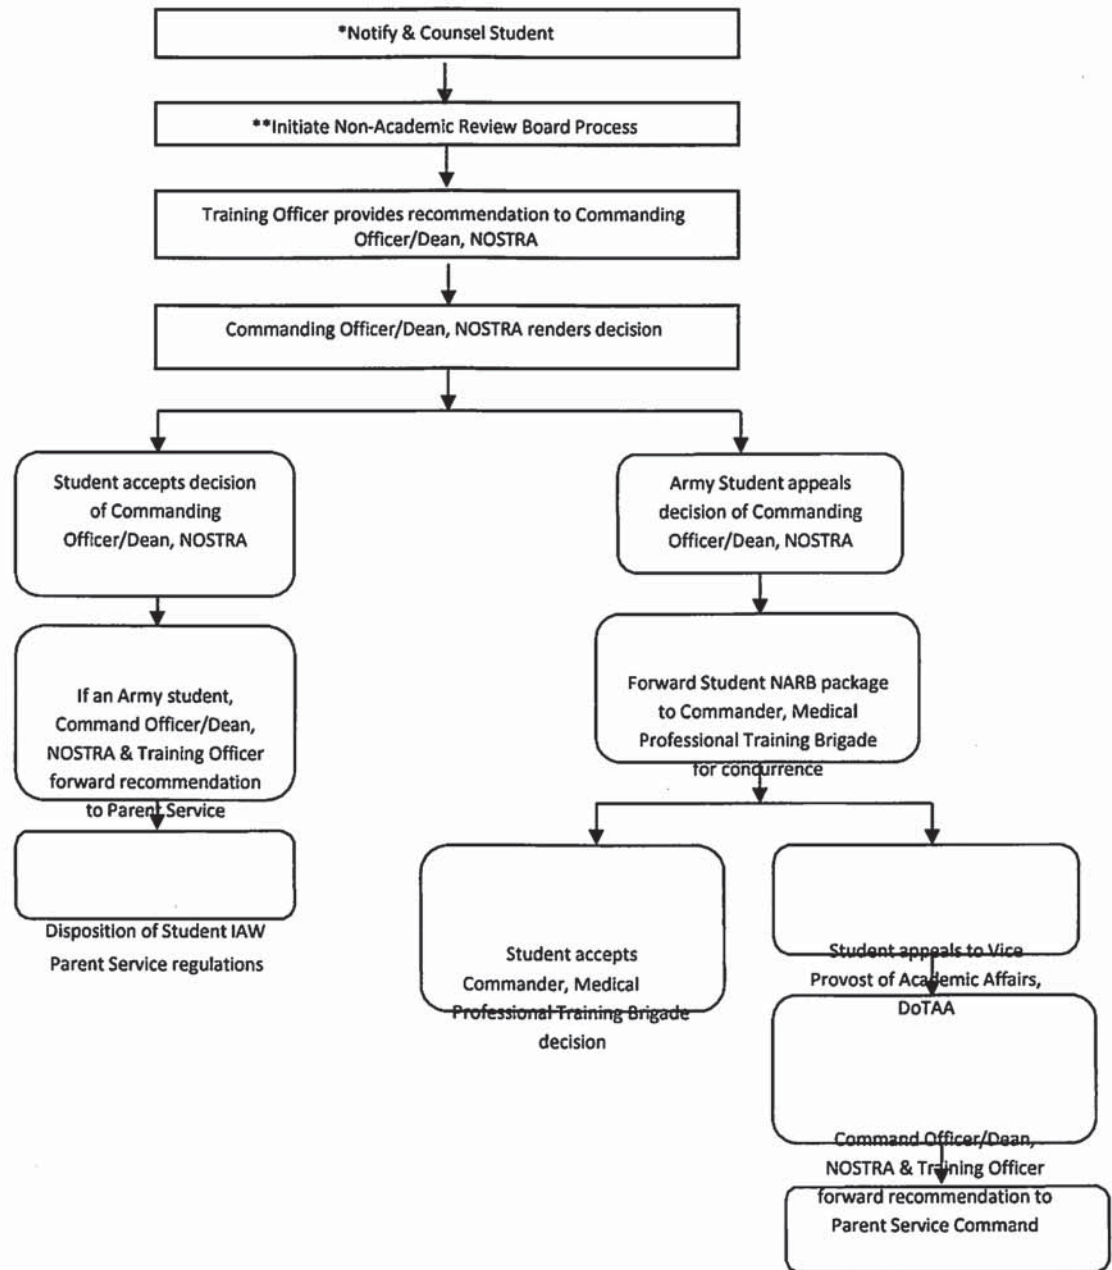 *Notify & Counsel Student
**Initiate Non-Academic Review Board Process
Training Officer provides recommendation to Commanding
Officer/Dean, NOSTRA
Commanding Officer/Dean, NOSTRA renders decision
Student accepts decision
of Commanding
Officer/Dean, NOSTRA
Army Student appeals
decision of Commanding
Officer/Dean, NOSTRA
If an Army student,
Command Officer/Dean,
NOSTRA & Training Officer
forward recommendation
to Parent Service
Forward Student NARB package
to Commander, Medical
Professional Training Brigade
for concurrence
Disposition of Student IAW
Parent Service regulations
Student accepts
Commander, Medical
Professional Training Brigade
decision
Student appeals to Vice
Provost of Academic Affairs,
DoTAA
Command Officer/Dean,
NOSTRA & Training Officer
forward recommendation to
Parent Service Command